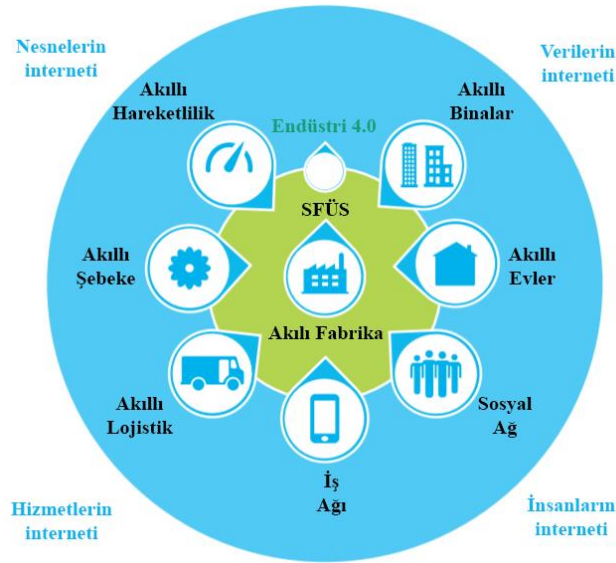 Nesnelerin
interneti
Verilerin
interneti
Akıllı
Hareketlilik
Akıllı
Binalar
Endüstri 4.0
SFÜS
Akıllı
Şebeke
Akıllı
Evler
Akılı Fabrika
Akıllı
Lojistik
Sosyal
Ağ
İş
Ağı
Hizmetlerin
interneti
İnsanların
interneti